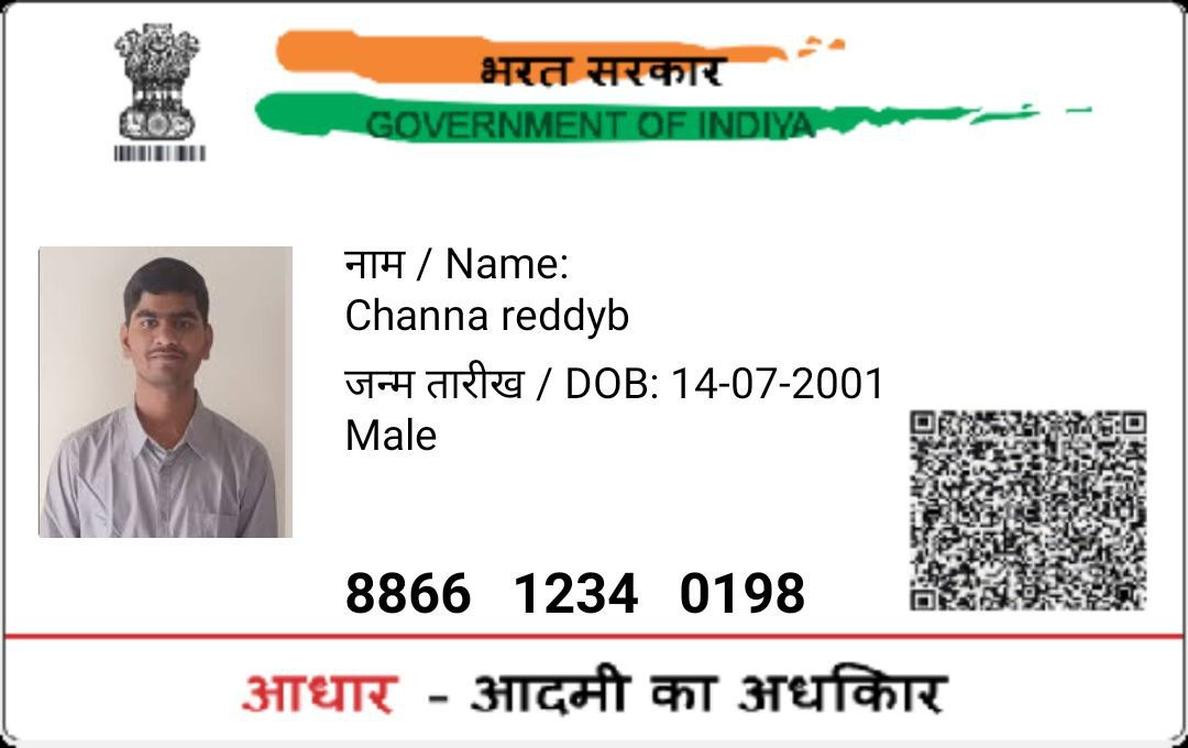 भरत सरकार
GOVERNMENT OF INDIYA
नाम / Name:
Channa reddyb
जन्म तारीख / DOB: 14-07-2001
Male
8866 1234 0198
आधार - आदमी का अधकिार